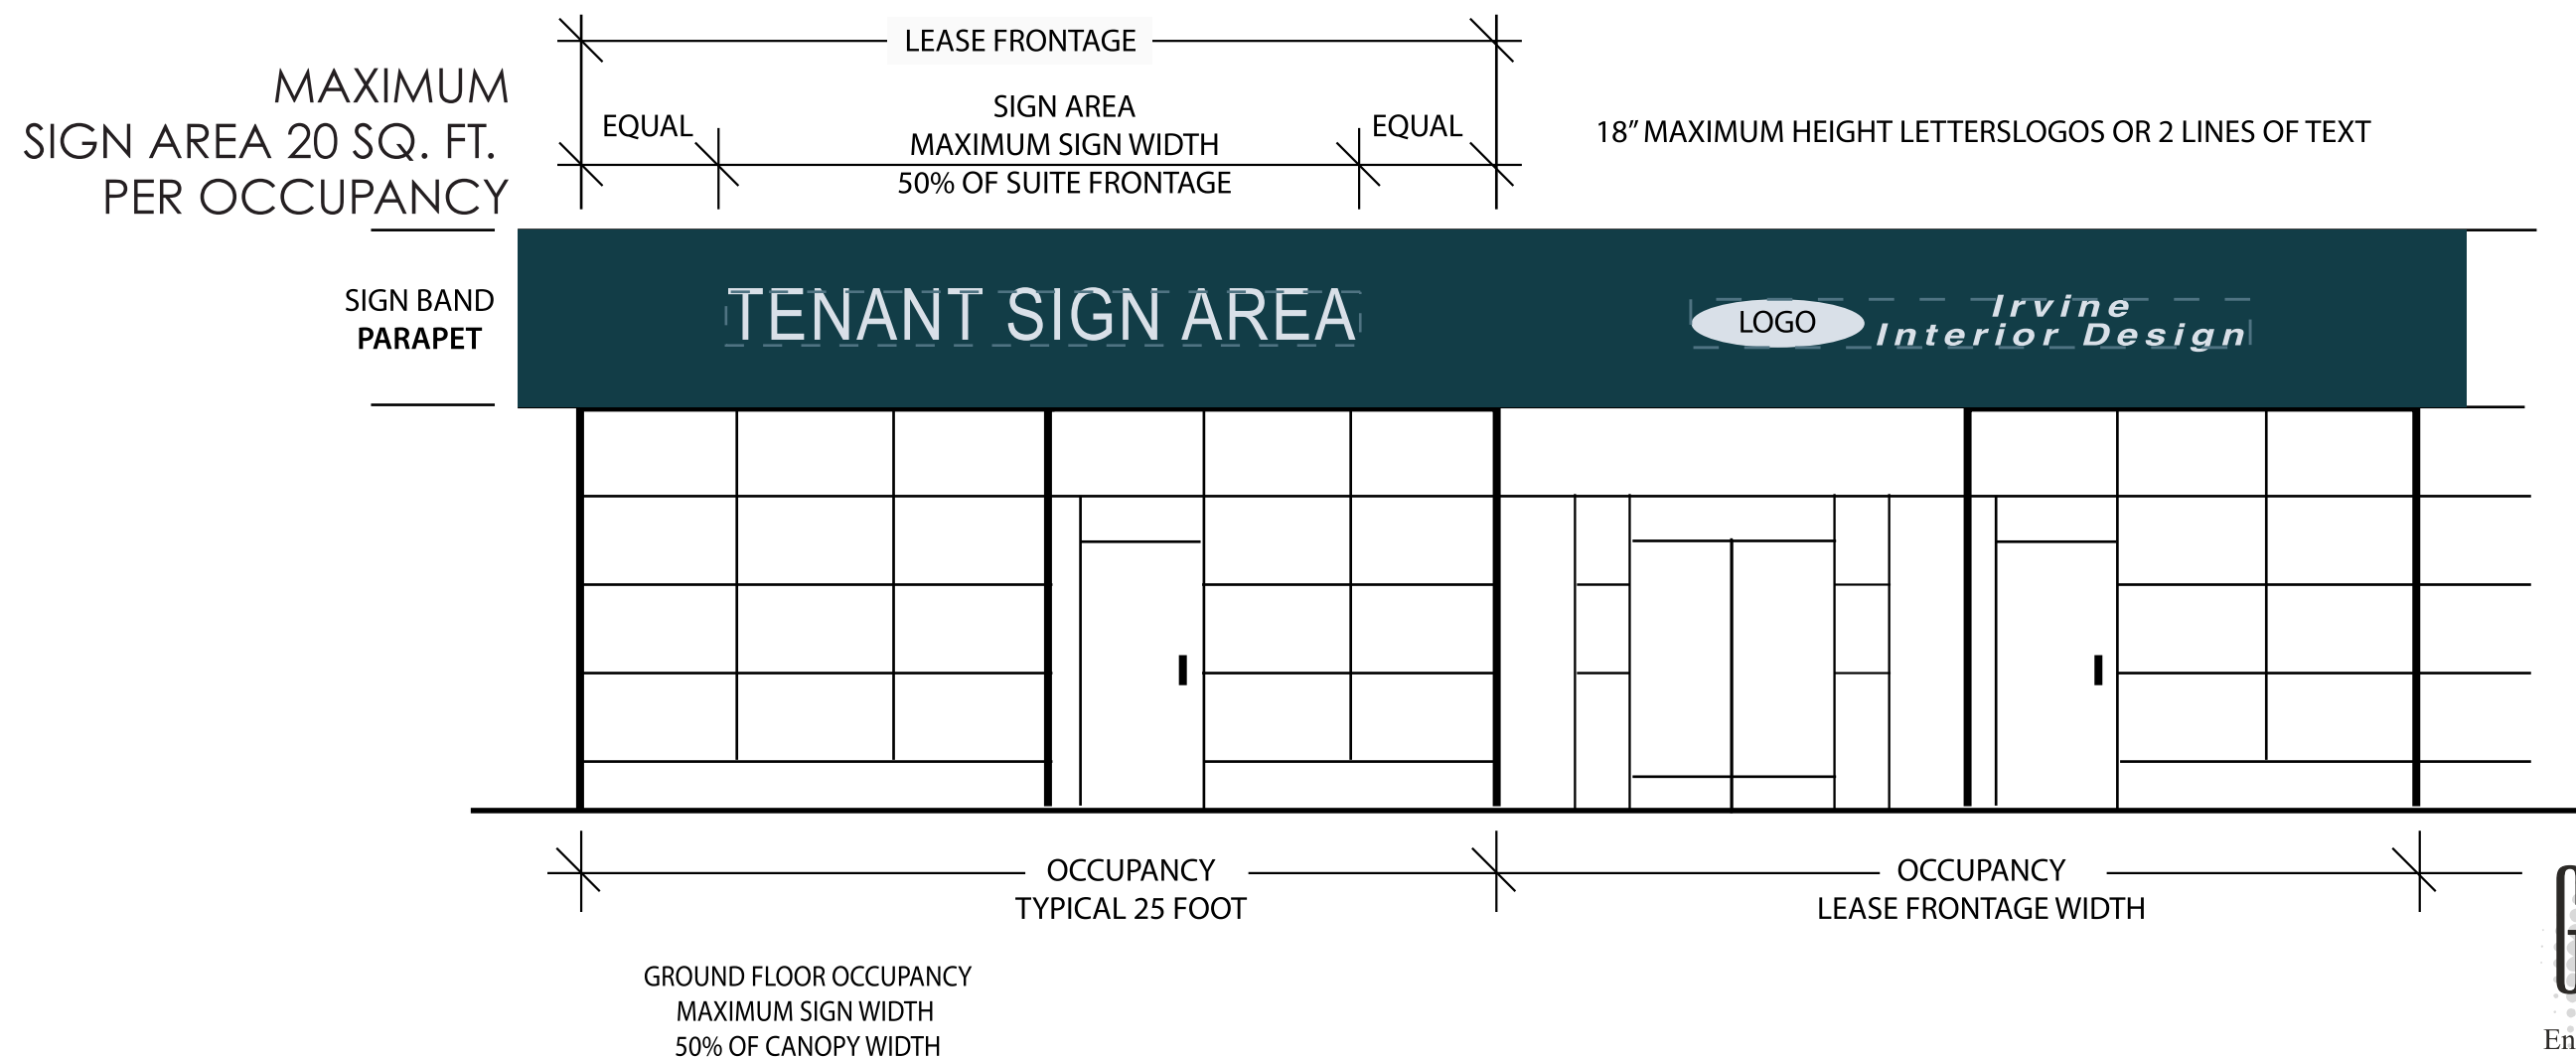 LEASE FRONTAGE
MAXIMUM
SIGN AREA 20 SQ. FT.
PER OCCUPANCY
EQUAL
SIGN AREA
MAXIMUM SIGN WIDTH
50% OF SUITE FRONTAGE
EQUAL
18” MAXIMUM HEIGHT LETTERSLOGOS OR 2 LINES OF TEXT
SIGN BAND
PARAPET
TENANT SIGN AREA
LOGO
Irvine
Interior Design
OCCUPANCY
TYPICAL 25 FOOT
OCCUPANCY
LEASE FRONTAGE WIDTH
GROUND FLOOR OCCUPANCY
MAXIMUM SIGN WIDTH
50% OF CANOPY WIDTH